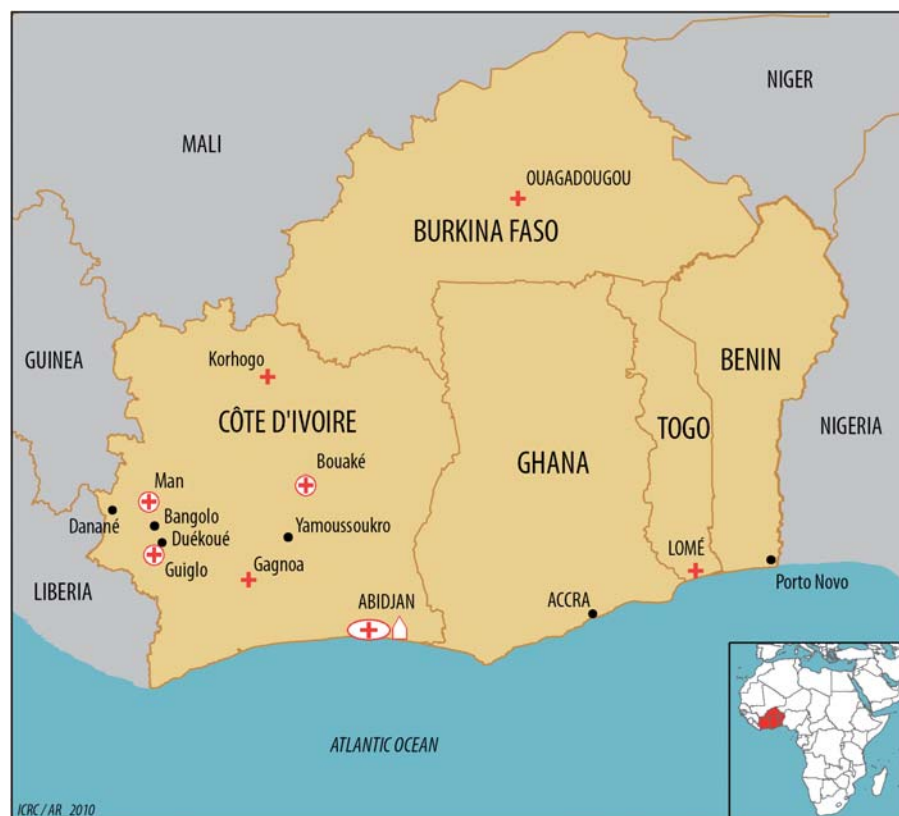 NIGER
MALI
OUAGADOUGOU
BURKINA FASO
GUINEA
Korhogo
BENIN
CÔTE D'IVOIRE
TOGO
NIGERIA
GHANA
Bouaké
Man
Danané
Bangolo
Yamoussoukro
Duékoué
LOMÉ
Guiglo
Gagnoa
Porto Novo
LIBERIA
ABIDJAN
ACCRA
ATLANTIC OCEAN
ICRC / AR 2010